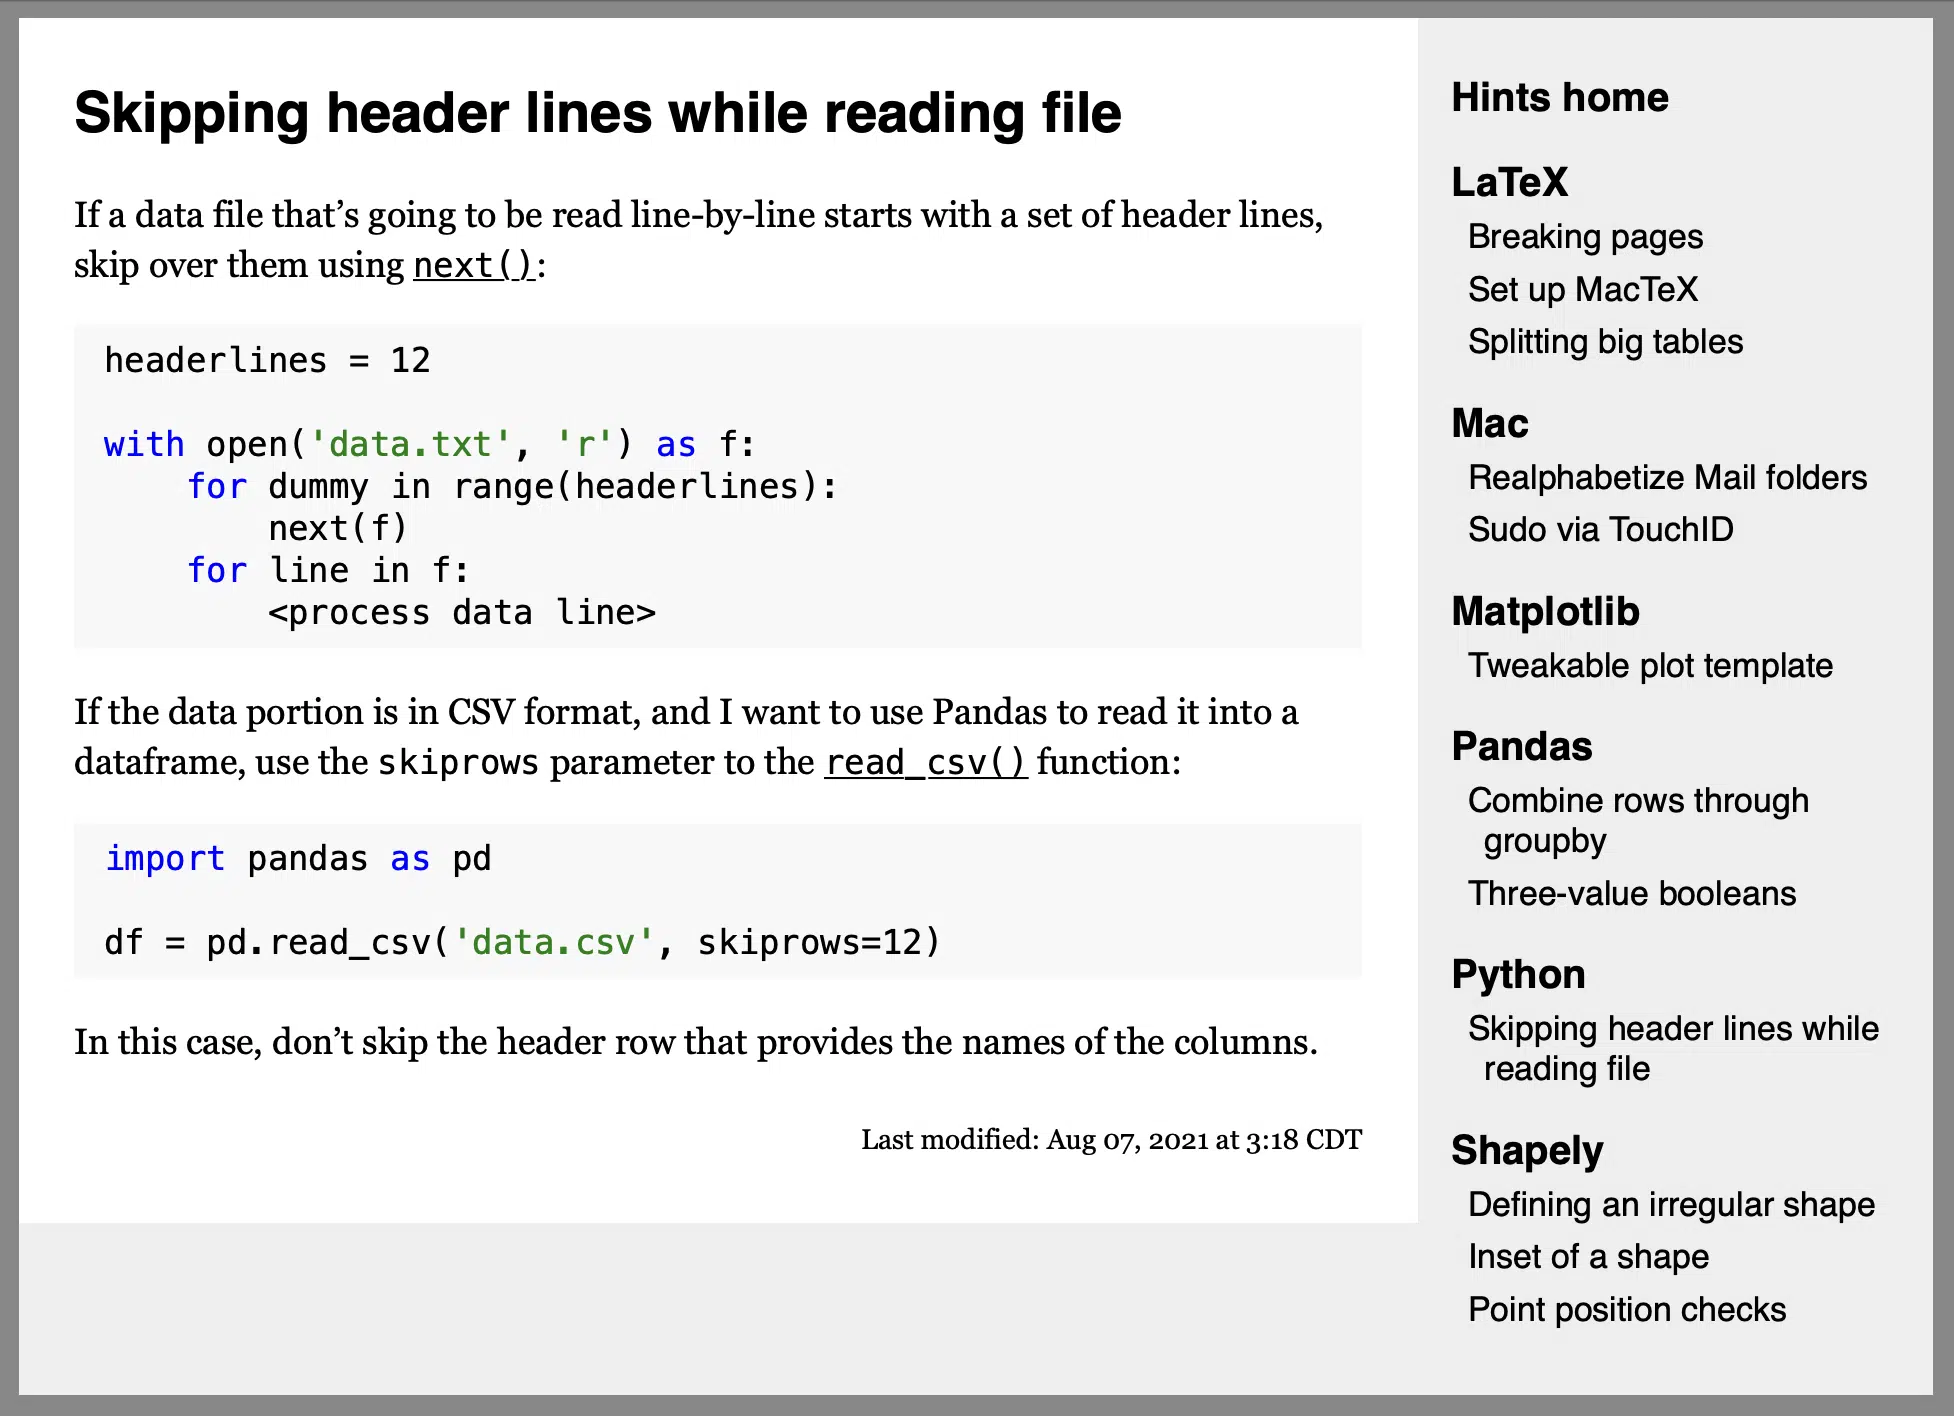 Skipping header lines while reading file
If a data file that’s going to be read line-by-line starts with a set of header lines,
skip over them using next():
headerlines = 12
with open('data.txt', 'r') as f:
    for dummy in range(headerlines):
        next(f)
    for line in f:
        <process data line>
If the data portion is in CSV format, and I want to use Pandas to read it into a
dataframe, use the skiprows parameter to the read_csv() function:
import pandas as pd
df = pd.read_csv('data.csv', skiprows=12)
In this case, don’t skip the header row that provides the names of the columns.
Last modified: Aug 07, 2021 at 3:18 CDT
Hints home
LaTeX
Breaking pages
Set up MacTeX
Splitting big tables
Mac
Realphabetize Mail folders
Sudo via TouchID
Matplotlib
Tweakable plot template
Pandas
Combine rows through
groupby
Three-value booleans
Python
Skipping header lines while
reading file
Shapely
Defining an irregular shape
Inset of a shape
Point position checks